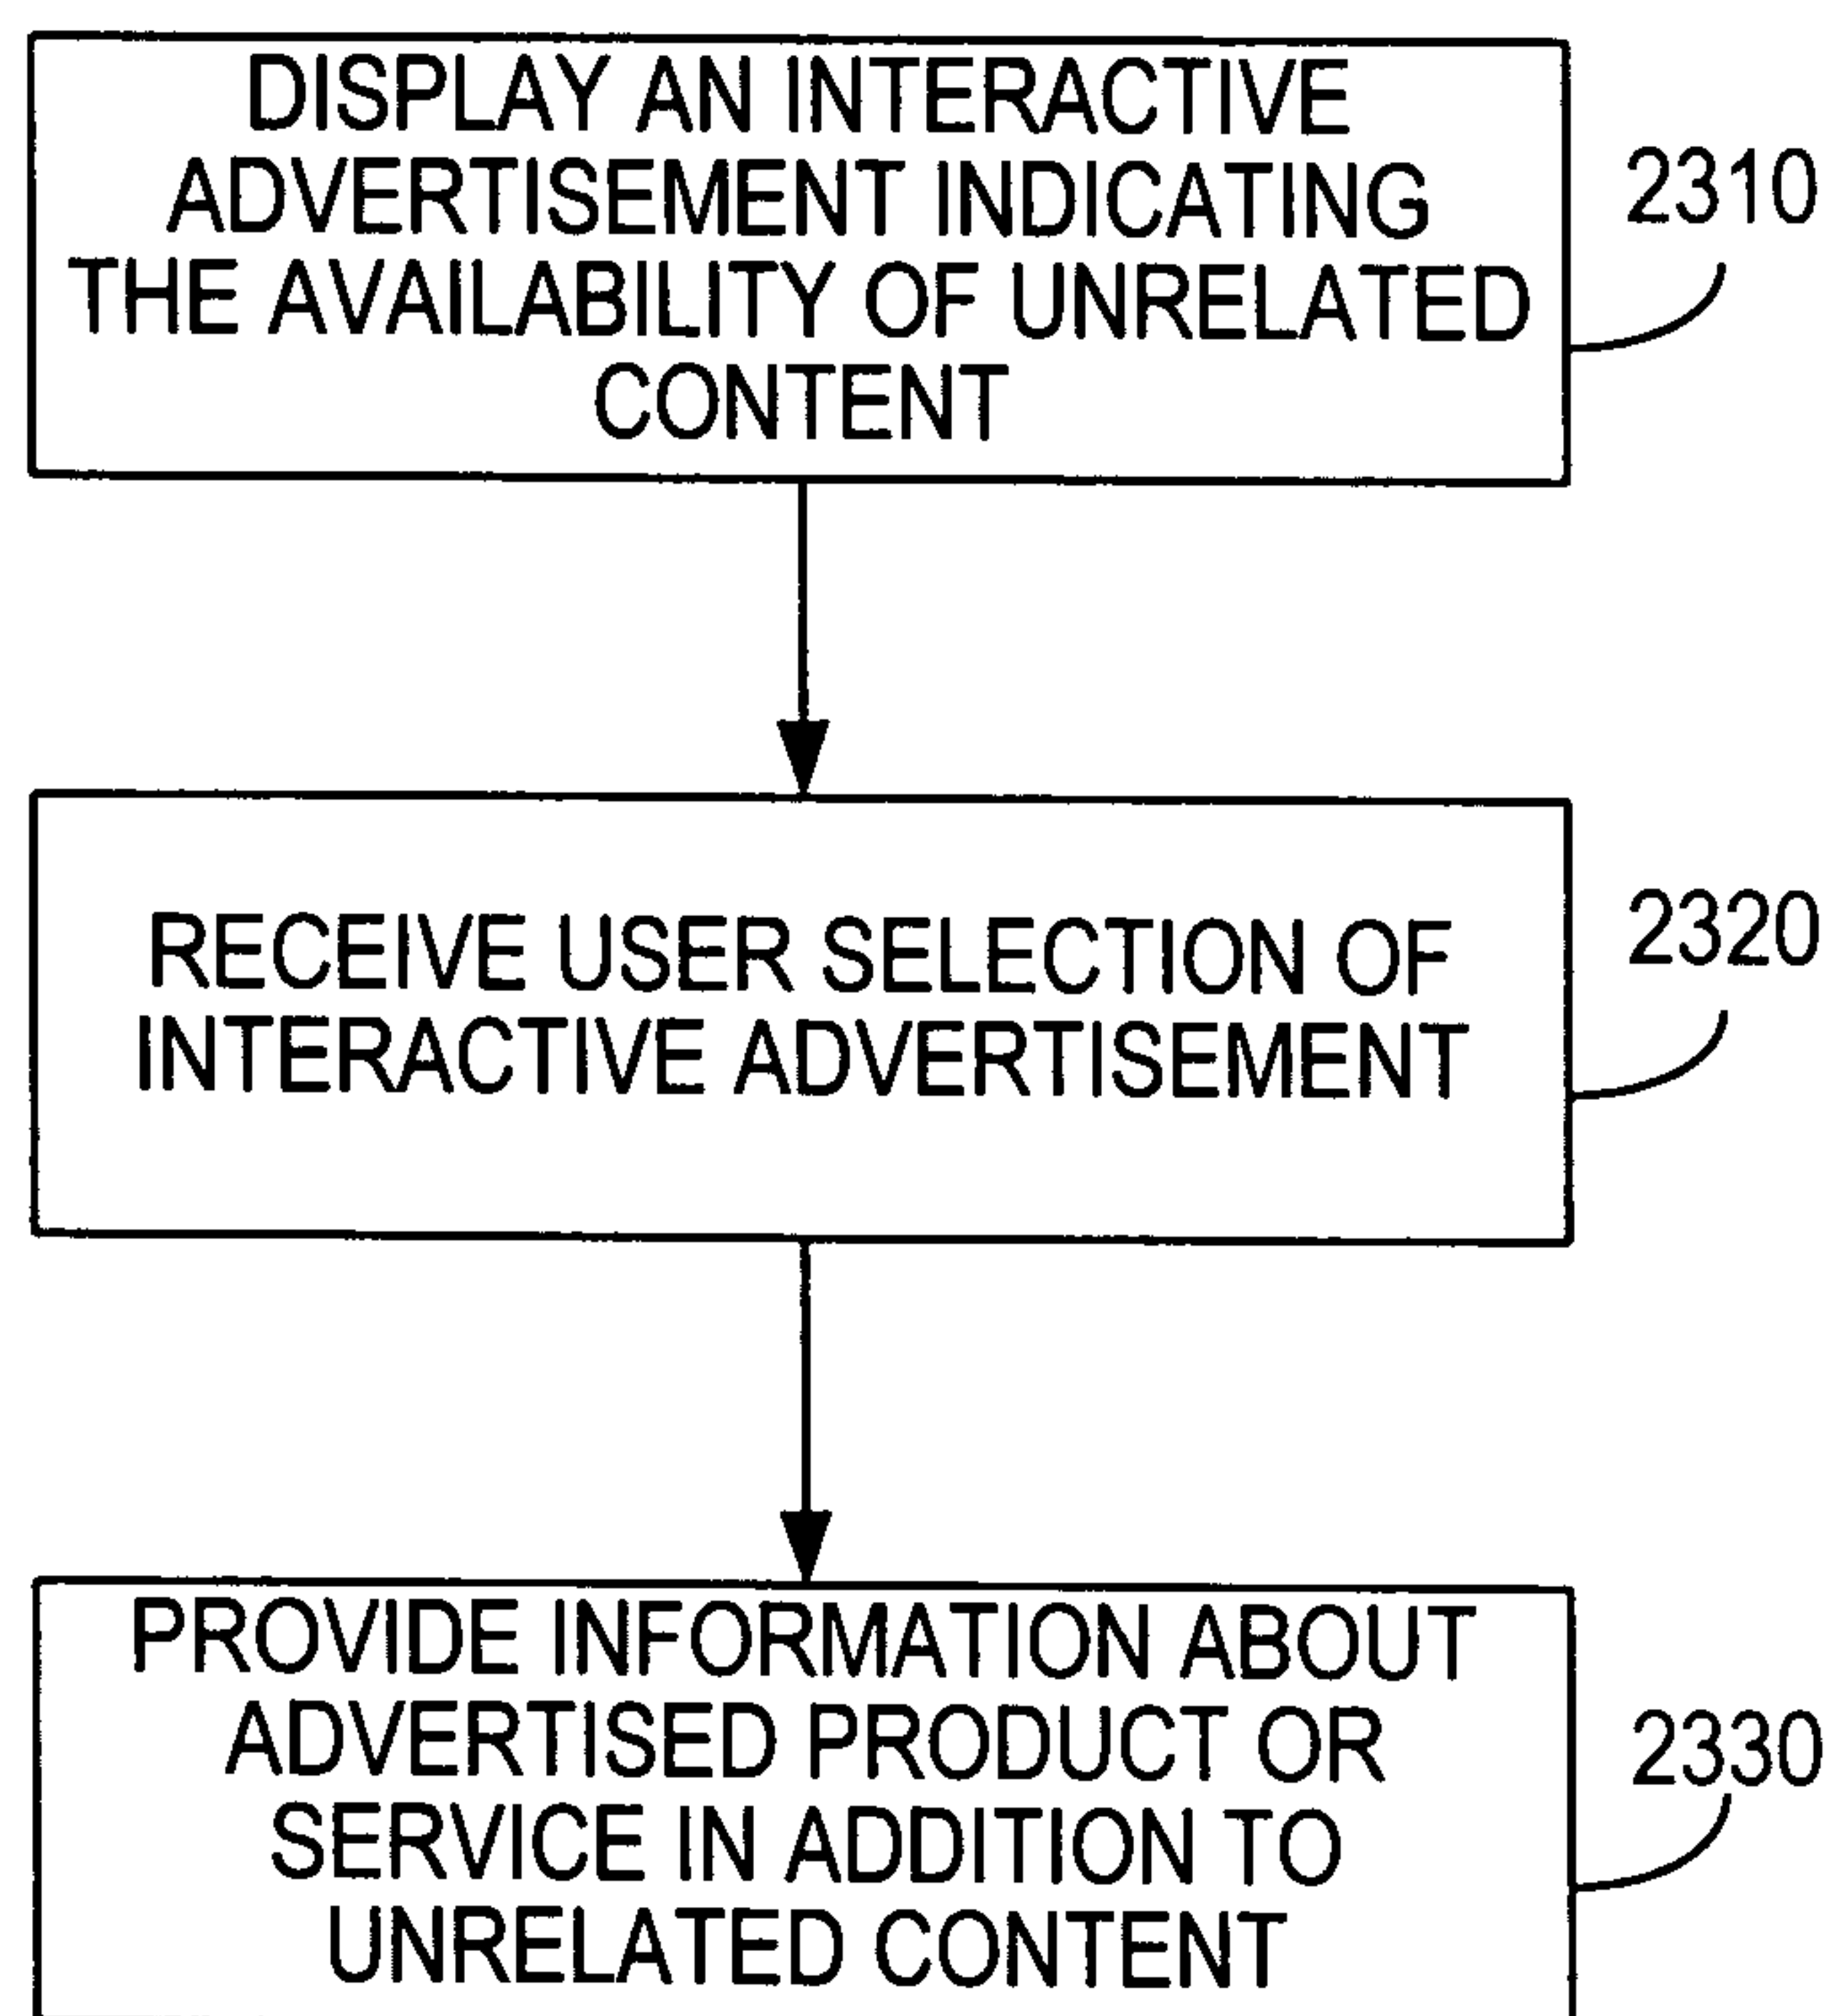 DISPLAY AN INTERACTIVE
ADVERTISEMENT INDICATING
THE AVAILABILITY OF UNRELATED
CONTENT
2310
RECEIVE USER SELECTION OF
INTERACTIVE ADVERTISEMENT
2320
PROVIDE INFORMATION ABOUT
ADVERTISED PRODUCT OR
SERVICE IN ADDITION TO
UNRELATED CONTENT
2330